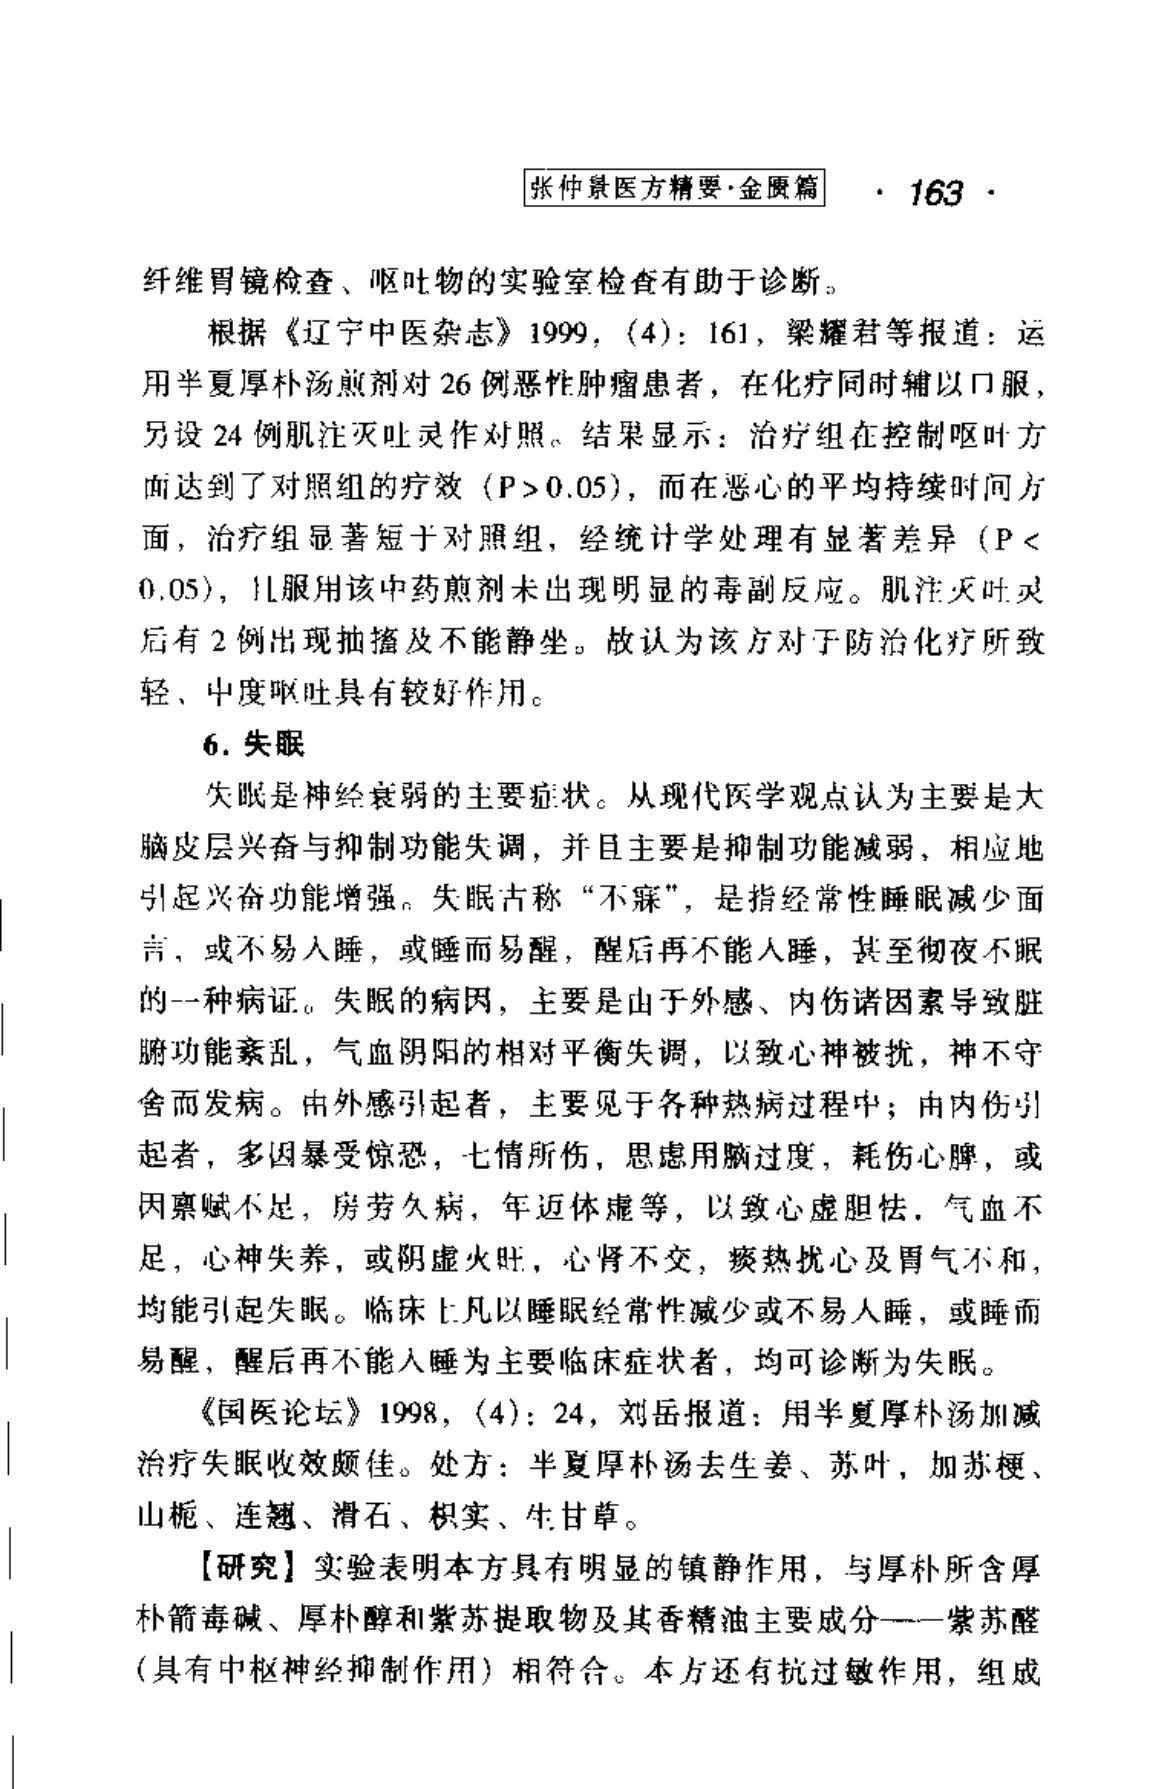 张仲景医方精要·金匮篇 · 163 ·
纤维胃镜检查、呕吐物的实验室检查有助于诊断。
根据《辽宁中医杂志》1999，(4)：161，梁耀君等报道：运
用半夏厚朴汤煎剂对26例恶性肿瘤患者，在化疗同时辅以口服，
另设24例肌注灭吐灵作对照。结果显示：治疗组在控制呕吐方
面达到了对照组的疗效（P＞0.05)，而在恶心的平均持续时间方
面，治疗组显著短于对照组，经统计学处理有显著差异（P＜
0.05)，且服用该中药煎剂未出现明显的毒副反应。肌注灭吐灵
后有2例出现抽搐及不能静坐。故认为该方对于防治化疗所致
轻、中度呕吐具有较好作用。
6. 失眠
失眠是神经衰弱的主要症状。从现代医学观点认为主要是大
脑皮层兴奋与抑制功能失调，并且主要是抑制功能减弱，相应地
引起兴奋功能增强。失眠古称“不寐”，是指经常性睡眠减少面
言，或不易入睡，或睡而易醒，醒后再不能入睡，甚至彻夜不眠
的一种病证。失眠的病因，主要是由于外感、内伤诸因素导致脏
腑功能紊乱，气血阴阳的相对平衡失调，以致心神被扰，神不守
舍而发病。由外感引起者，主要见于各种热病过程中；由内伤引
起者，多因暴受惊恐，七情所伤，思虑用脑过度，耗伤心脾，或
因禀赋不足，房劳久病，年迈体虚等，以致心虚胆怯，气血不
足，心神失养，或阴虚火旺，心肾不交，痰热扰心及胃气不和，
均能引起失眠。临床上凡以睡眠经常性减少或不易入睡，或睡而
易醒，醒后再不能入睡为主要临床症状者，均可诊断为失眠。
《国医论坛》1998，(4)：24，刘岳报道：用半夏厚朴汤加减
治疗失眠收效颇佳。处方：半夏厚朴汤去生姜、苏叶，加苏梗、
山栀、连翘、滑石、枳实、生甘草。
【研究】实验表明本方具有明显的镇静作用，与厚朴所含厚
朴箭毒碱、厚朴醇和紫苏提取物及其香精油主要成分——紫苏醛
（具有中枢神经抑制作用）相符合。本方还有抗过敏作用，组成